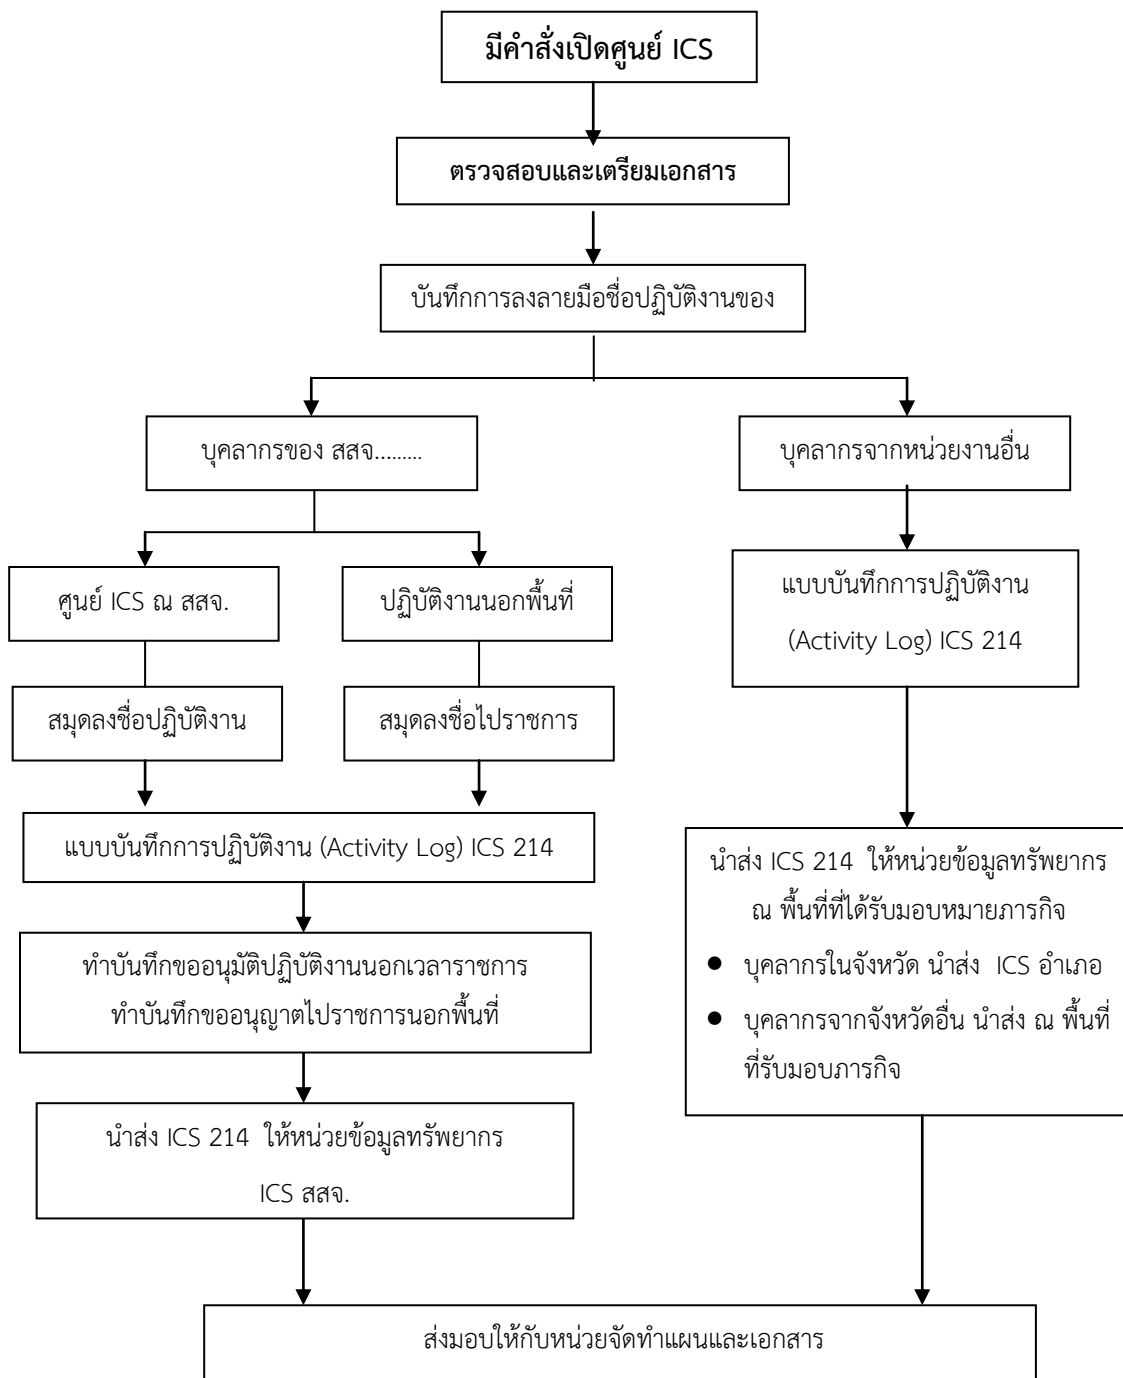 มีคำสั่งเปิดศูนย์ ICS
ตรวจสอบและเตรียมเอกสาร
บันทึกการลงลายมือชื่อปฏิบัติงานของ
บุคลากรของ สสจ.........
บุคลากรจากหน่วยงานอื่น
ศูนย์ ICS ณ สสจ.
ปฏิบัติงานนอกพื้นที่
แบบบันทึกการปฏิบัติงาน
(Activity Log) ICS 214
สมุดลงชื่อปฏิบัติงาน
สมุดลงชื่อไปราชการ
แบบบันทึกการปฏิบัติงาน (Activity Log) ICS 214
นำส่ง ICS 214 ให้หน่วยข้อมูลทรัพยากร
ณ พื้นที่ที่ได้รับมอบหมายภารกิจ
● บุคลากรในจังหวัด นำส่ง ICS อำเภอ
● บุคลากรจากจังหวัดอื่น นำส่ง ณ พื้นที่
ที่รับมอบภารกิจ
ทำบันทึกขออนุมัติปฏิบัติงานนอกเวลาราชการ
ทำบันทึกขออนุญาตไปราชการนอกพื้นที่
นำส่ง ICS 214 ให้หน่วยข้อมูลทรัพยากร
ICS สสจ.
ส่งมอบให้กับหน่วยจัดทำแผนและเอกสาร